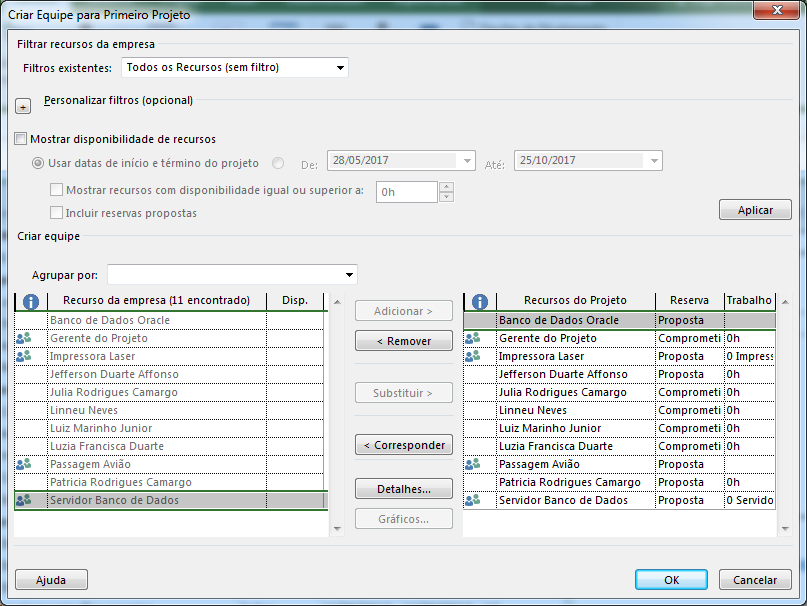 Criar Equipe para Primeiro Projeto
Filtrar recursos da empresa
Filtros existentes: Todos os Recursos (sem filtro)
+ Personalizar filtros (opcional)
Mostrar disponibilidade de recursos
Usar datas de início e término do projeto De: 28/05/2017 Até: 25/10/2017
Mostrar recursos com disponibilidade igual ou superior a: 0h
Incluir reservas propostas
Aplicar
Criar equipe
Agrupar por:
Recurso da empresa (11 encontrado) Disp.
Banco de Dados Oracle
Gerente do Projeto
Impressora Laser
Jefferson Duarte Affonso
Julia Rodrigues Camargo
Linneu Neves
Luiz Marinho Junior
Luzia Francisca Duarte
Passagem Avião
Patricia Rodrigues Camargo
Servidor Banco de Dados
Adicionar >
< Remover
Substituir >
< Corresponder
Detalhes...
Gráficos...
Recursos do Projeto Reserva Trabalho
Banco de Dados Oracle Proposta
Gerente do Projeto Comprometi 0h
Impressora Laser Proposta 0 Impress
Jefferson Duarte Affonso Comprometi 0h
Julia Rodrigues Camargo Comprometi 0h
Linneu Neves Comprometi 0h
Luiz Marinho Junior Comprometi 0h
Luzia Francisca Duarte Comprometi 0h
Passagem Avião Proposta
Patricia Rodrigues Camargo Proposta 0h
Servidor Banco de Dados Proposta 0 Servido
Ajuda
OK
Cancelar